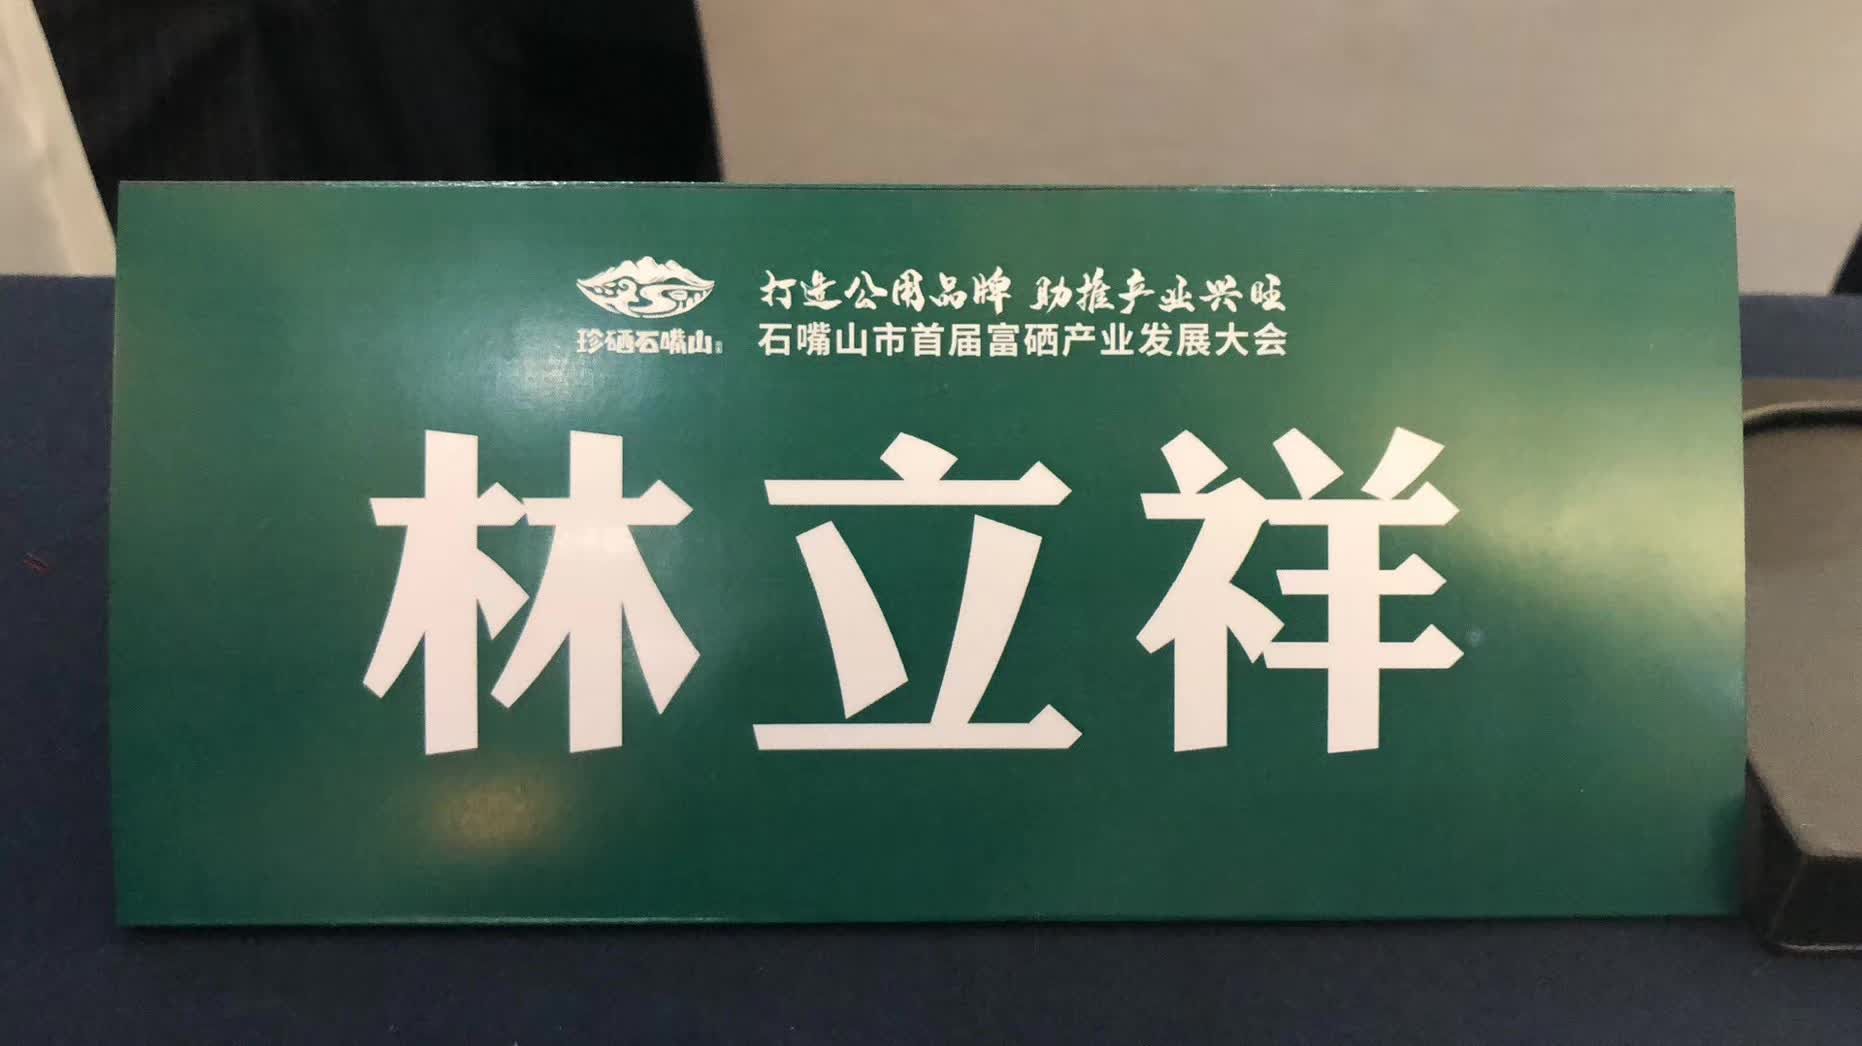 打造公用品牌 助推产业兴旺
珍硒石嘴山
石嘴山市首届富硒产业发展大会
林立祥